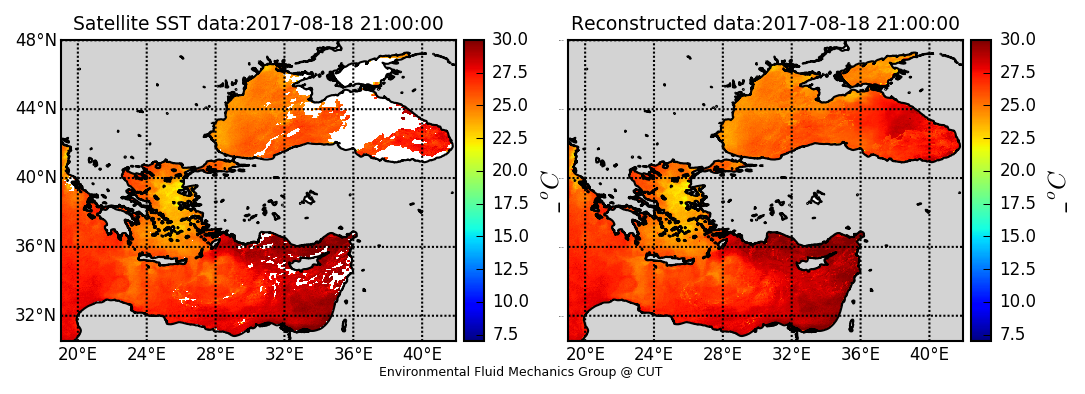 Satellite SST data:2017-08-18 21:00:00
Reconstructed data:2017-08-18 21:00:00
48°N
44°N
40°N
36°N
32°N
20°E 24°E 28°E 32°E 36°E 40°E
30.0
27.5
25.0
22.5
20.0
17.5
15.0
12.5
10.0
7.5
_°C
20°E 24°E 28°E 32°E 36°E 40°E
30.0
27.5
25.0
22.5
20.0
17.5
15.0
12.5
10.0
7.5
_°C
Environmental Fluid Mechanics Group @ CUT